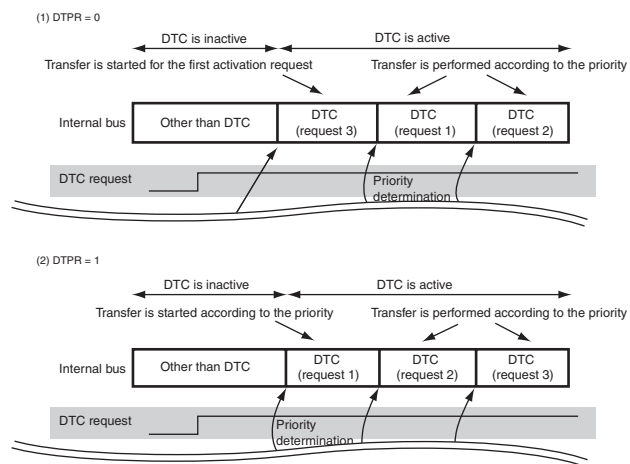 (1) DTPR = 0
DTC is inactive
DTC is active
Transfer is started for the first activation request
Transfer is performed according to the priority
Internal bus
Other than DTC
DTC
(request 3)
DTC
(request 1)
DTC
(request 2)
DTC request
Priority
determination
(2) DTPR = 1
DTC is inactive
DTC is active
Transfer is started according to the priority
Transfer is performed according to the priority
Internal bus
Other than DTC
DTC
(request 1)
DTC
(request 2)
DTC
(request 3)
DTC request
Priority
determination